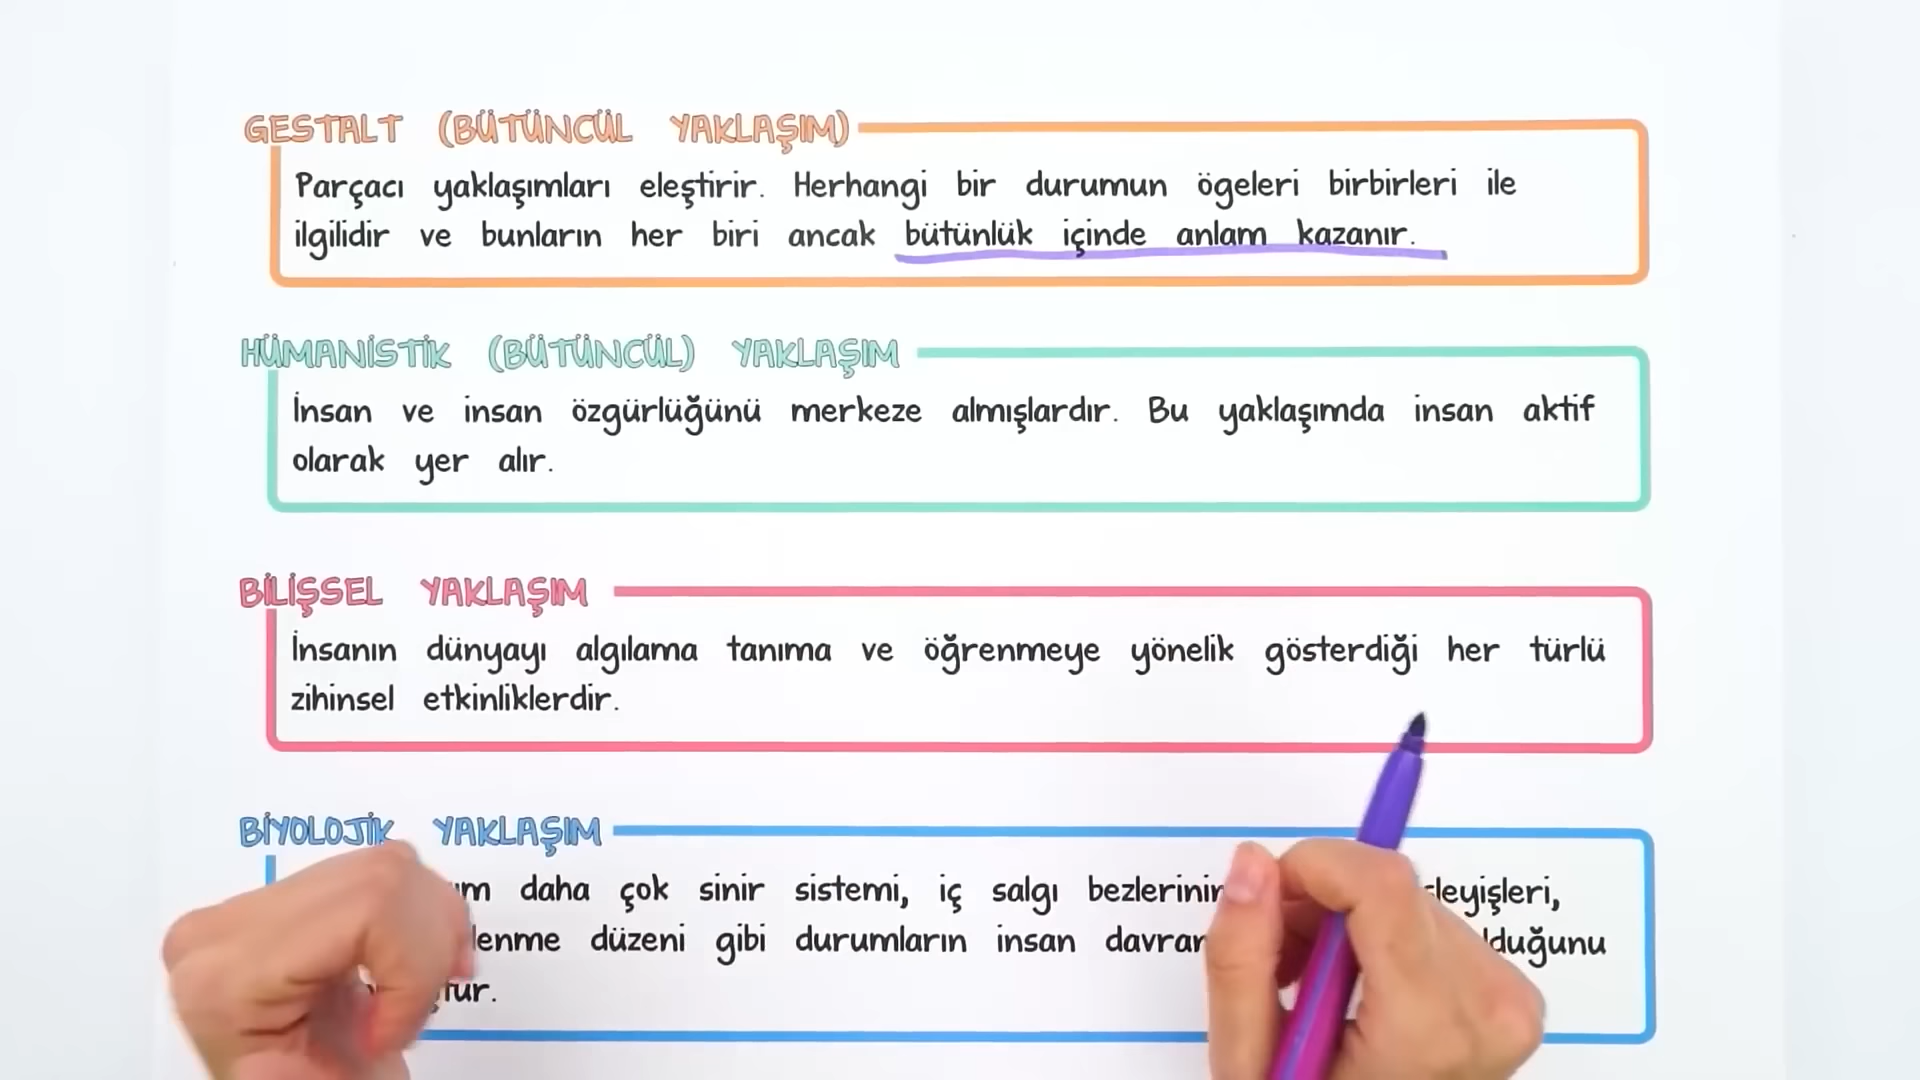 GESTALT (BÜTÜNCÜL YAKLAŞIM)
Parçacı yaklaşımları eleştirir. Herhangi bir durumun ögeleri birbirleri ile
ilgilidir ve bunların her biri ancak bütünlük içinde anlam kazanır.
HÜMANİSTİK (BÜTÜNCÜL) YAKLAŞIM
İnsan ve insan özgürlüğünü merkeze almışlardır. Bu yaklaşımda insan aktif
olarak yer alır.
BİLİŞSEL YAKLAŞIM
İnsanın dünyayı algılama tanıma ve öğrenmeye yönelik gösterdiği her türlü
zihinsel etkinliklerdir.
BİYOLOJİK YAKLAŞIM
daha çok sinir sistemi, iç salgı bezlerinin
düzeni gibi durumların insan